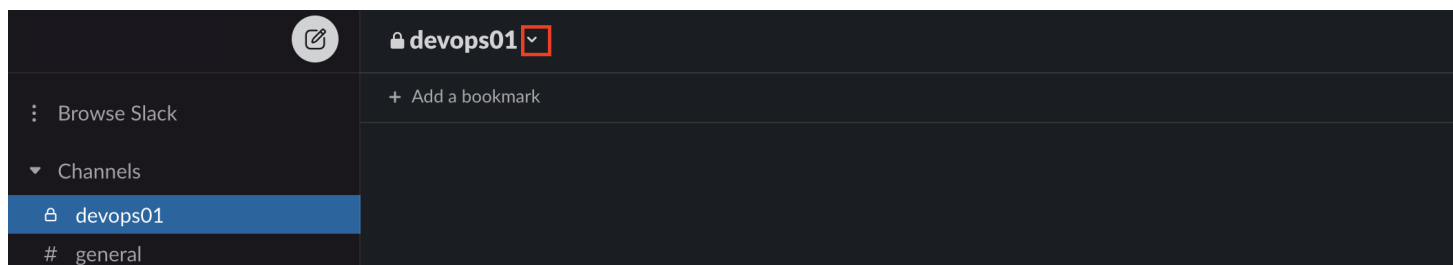 devops01
+ Add a bookmark
Browse Slack
Channels
devops01
# general